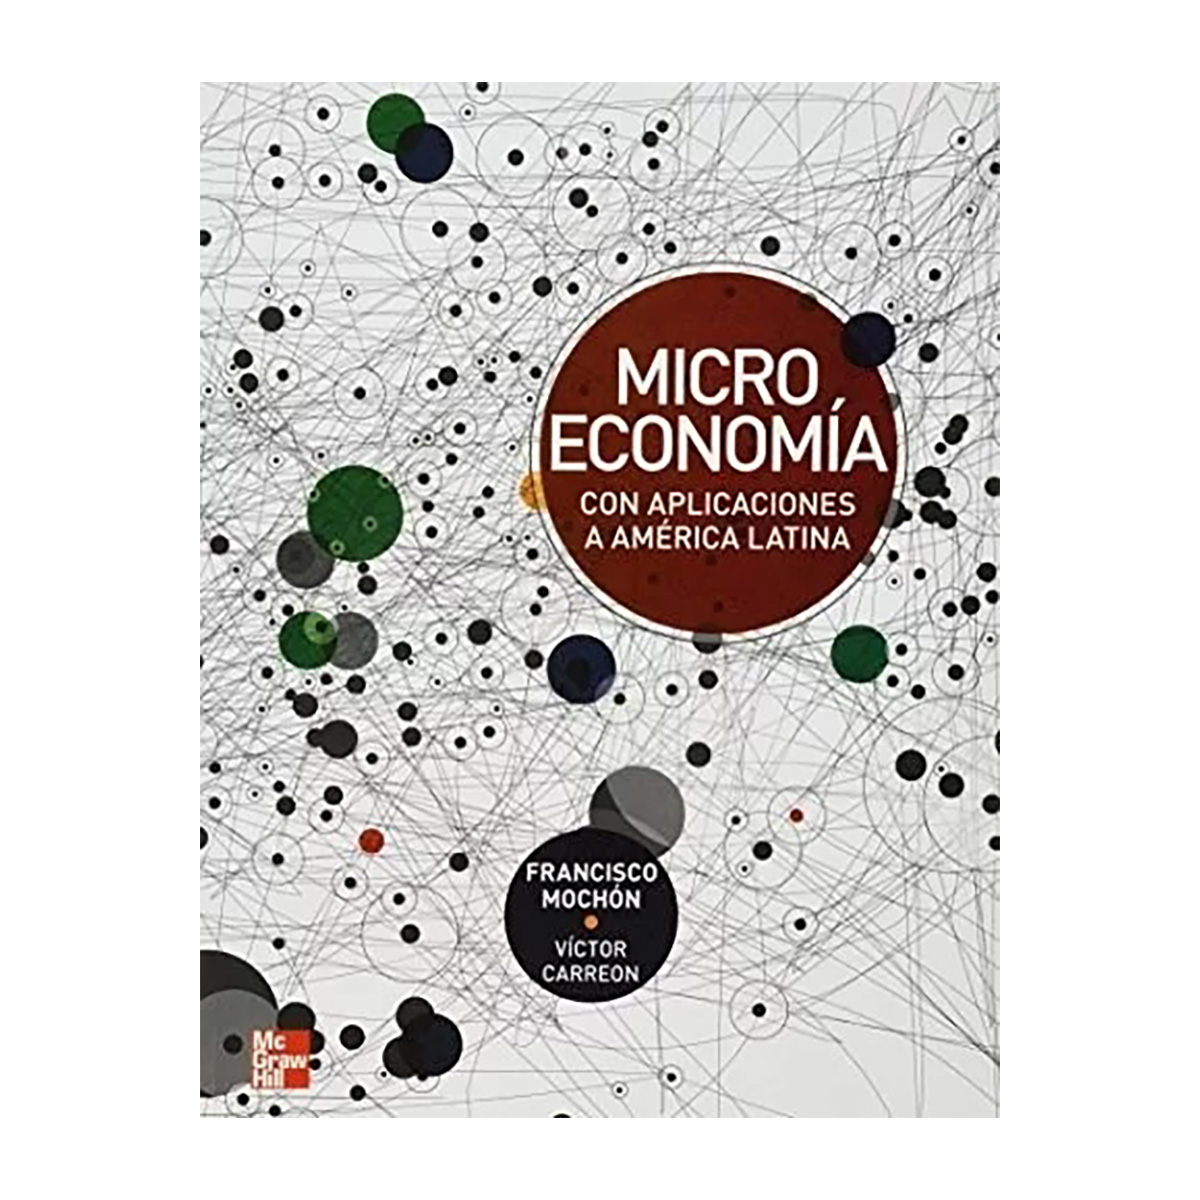 MICRO
ECONOMÍA
CON APLICACIONES
A AMÉRICA LATINA
FRANCISCO
MOCHÓN
VÍCTOR
CARREON
Mc
Graw
Hill